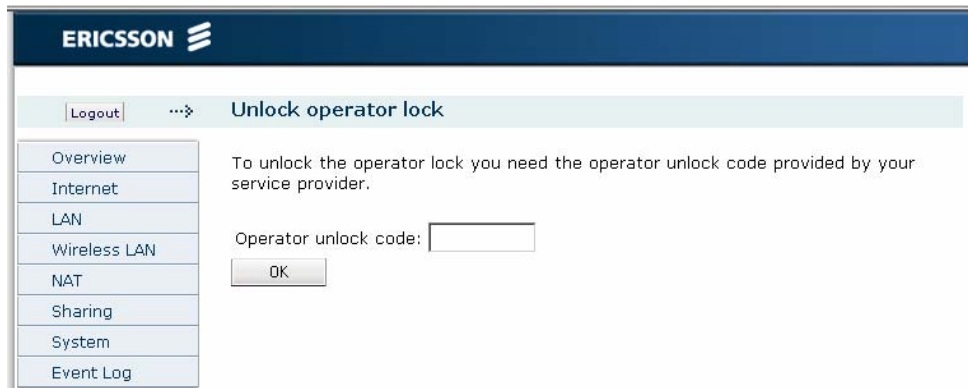 ERICSSON
Logout
Unlock operator lock
Overview
Internet
LAN
Wireless LAN
NAT
Sharing
System
Event Log
To unlock the operator lock you need the operator unlock code provided by your
service provider.
Operator unlock code:
OK